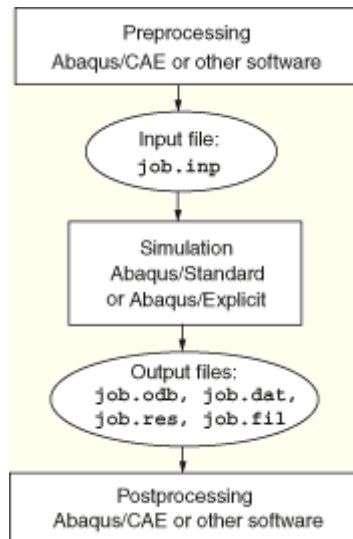 Preprocessing
Abaqus/CAE or other software
Input file:
job.inp
Simulation
Abaqus/Standard
or Abaqus/Explicit
Output files:
job.odb, job.dat,
job.res, job.fil
Postprocessing
Abaqus/CAE or other software